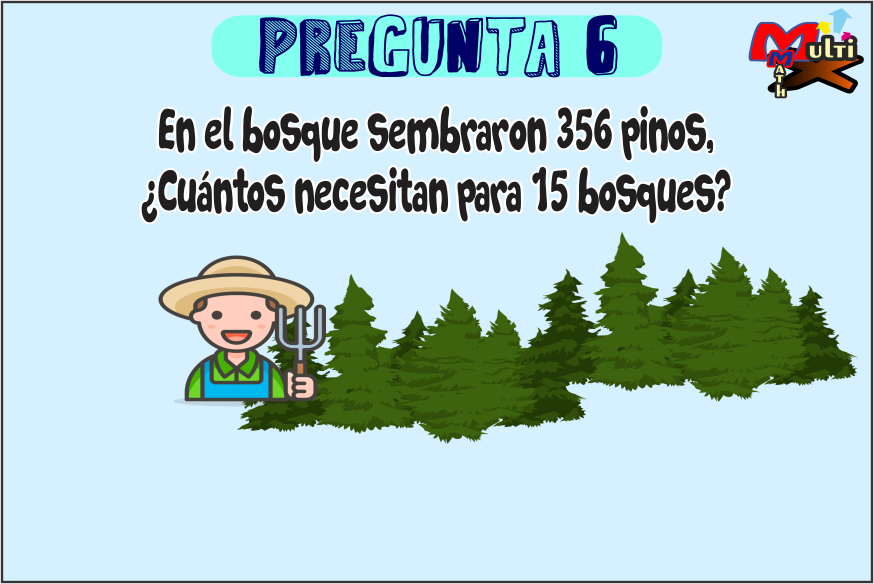 PREGUNTA 6
Multi
MATH
En el bosque sembraron 356 pinos,
¿Cuántos necesitan para 15 bosques?